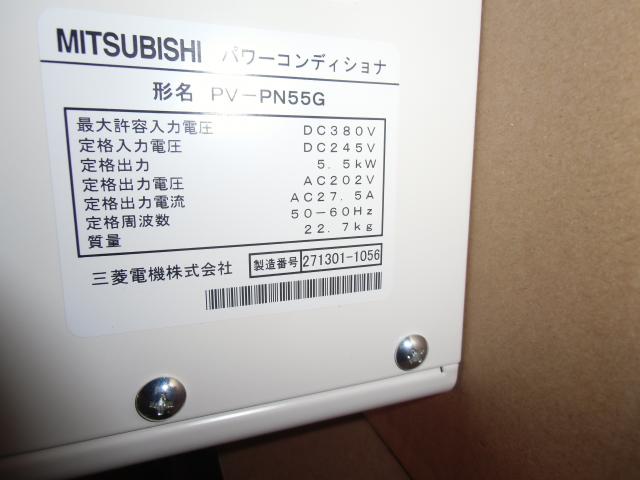 MITSUBISHI パワーコンディショナ
形名 PV-PN55G
最大許容入力電圧 DC380V
定格入力電圧 DC245V
定格出力 5.5kW
定格出力電圧 AC202V
定格出力電流 AC27.5A
定格周波数 50-60Hz
質量 22.7kg
三菱電機株式会社 製造番号 271301-1056